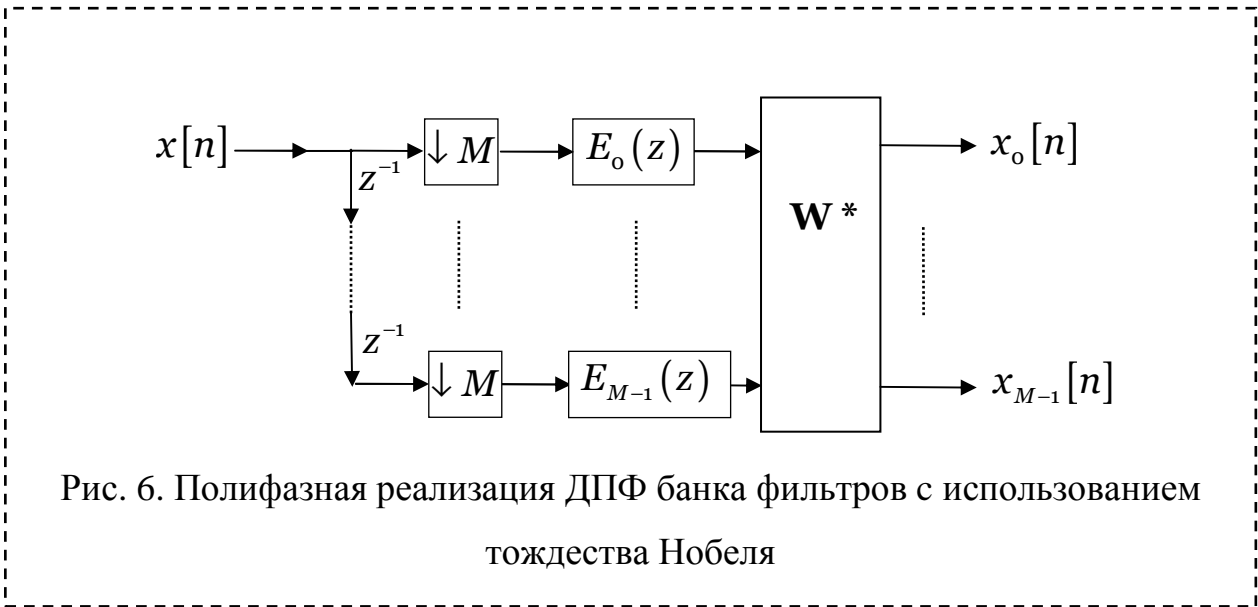 x[n] ↓ M E₀(z) x₀[n]
z⁻¹
W *
z⁻¹
↓ M E_{M−1}(z) x_{M−1}[n]
Рис. 6. Полифазная реализация ДПФ банка фильтров с использованием
тождества Нобеля